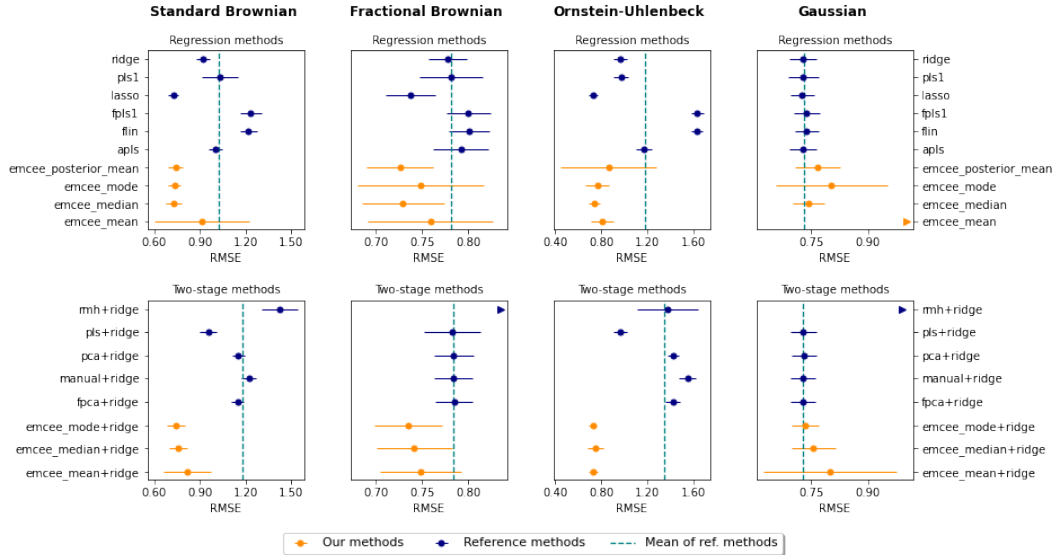 Standard Brownian
Fractional Brownian
Ornstein-Uhlenbeck
Gaussian
Regression methods
Regression methods
Regression methods
Regression methods
ridge
pls1
lasso
fpls1
flin
apls
emcee_posterior_mean
emcee_mode
emcee_median
emcee_mean
ridge
pls1
lasso
fpls1
flin
apls
emcee_posterior_mean
emcee_mode
emcee_median
emcee_mean
0.60 0.90 1.20 1.50
0.70 0.75 0.80
0.40 0.80 1.20 1.60
0.75 0.90
RMSE
RMSE
RMSE
RMSE
Two-stage methods
Two-stage methods
Two-stage methods
Two-stage methods
rmh+ridge
pls+ridge
pca+ridge
manual+ridge
fpca+ridge
emcee_mode+ridge
emcee_median+ridge
emcee_mean+ridge
rmh+ridge
pls+ridge
pca+ridge
manual+ridge
fpca+ridge
emcee_mode+ridge
emcee_median+ridge
emcee_mean+ridge
0.60 0.90 1.20 1.50
0.70 0.75 0.80
0.40 0.80 1.20 1.60
0.75 0.90
RMSE
RMSE
RMSE
RMSE
Our methods
Reference methods
Mean of ref. methods